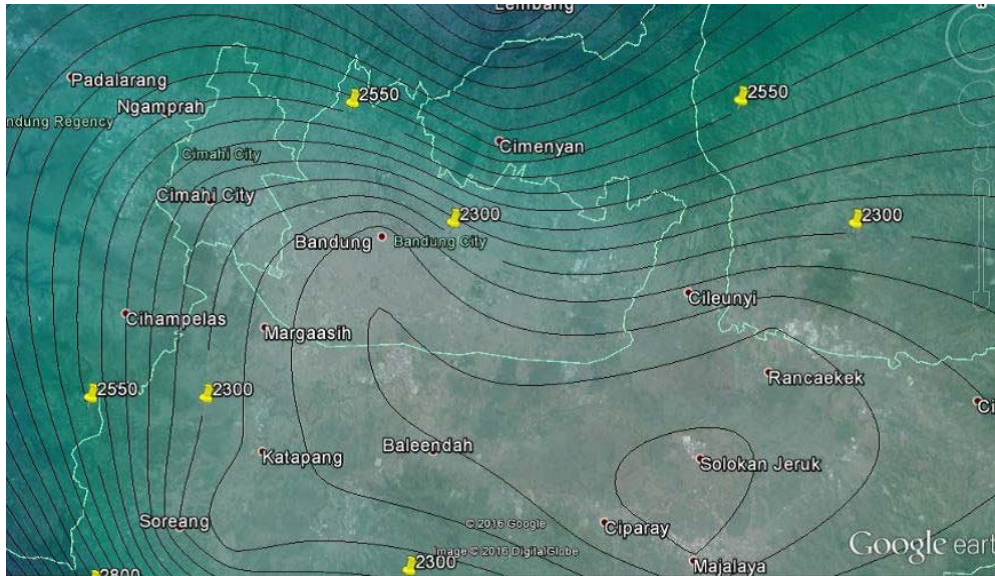 Lembang
Padalarang
2550
2550
Ngamprah
ndung Regency
Cimenyan
Cimahi City
Cimahi City
2300
2300
Bandung
Bandung City
Cileunyi
Cihampelas
Margaasih
Rancaekek
2550
2300
Ci
Baleendah
Katapang
Solokan Jeruk
Soreang
© 2016 Google
Ciparay
Image © 2016 DigitalGlobe
Google eart
2300
Majalaya
2800